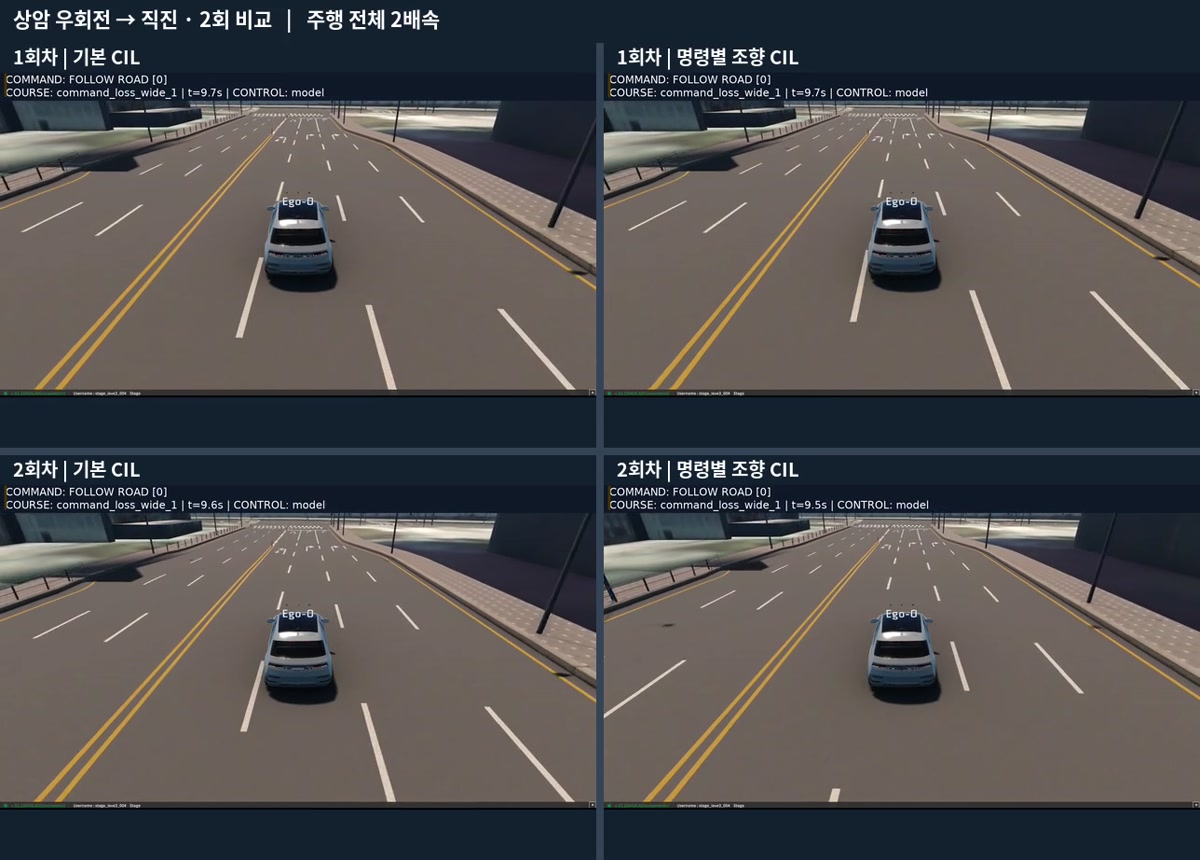 상암 우회전 → 직진 · 2회 비교 | 주행 전체 2배속
1회차 | 기본 CIL
COMMAND: FOLLOW ROAD [0]
COURSE: command_loss_wide_1 | t=9.7s | CONTROL: model
Ego-0
1회차 | 명령별 조향 CIL
COMMAND: FOLLOW ROAD [0]
COURSE: command_loss_wide_1 | t=9.7s | CONTROL: model
Ego-0
2회차 | 기본 CIL
COMMAND: FOLLOW ROAD [0]
COURSE: command_loss_wide_1 | t=9.6s | CONTROL: model
Ego-0
2회차 | 명령별 조향 CIL
COMMAND: FOLLOW ROAD [0]
COURSE: command_loss_wide_1 | t=9.5s | CONTROL: model
Ego-0